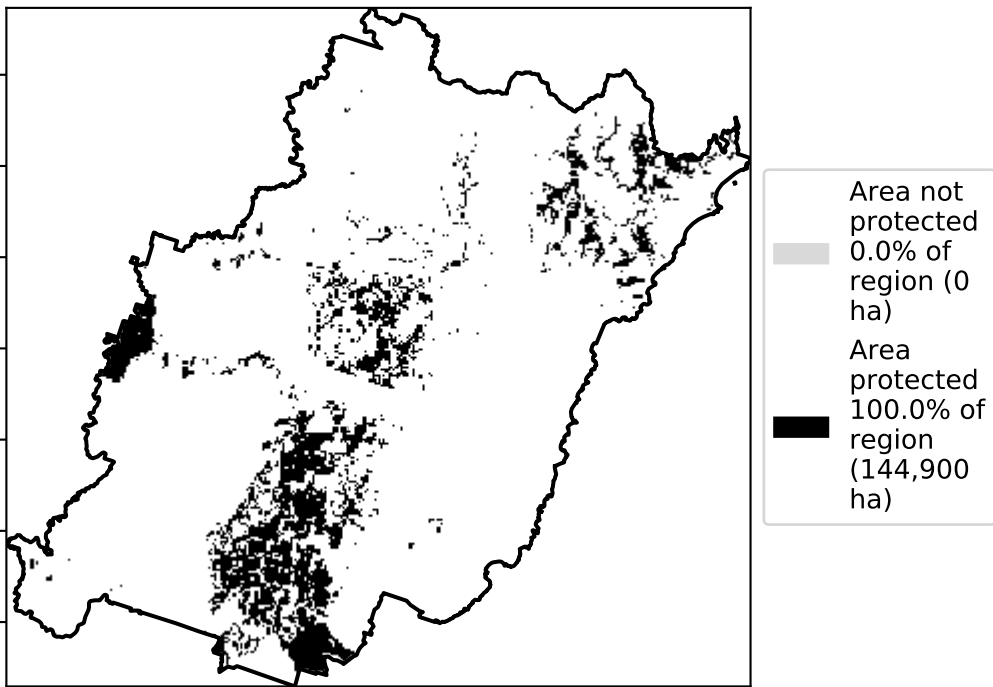 Area not
protected
0.0% of
region (0
ha)
Area
protected
100.0% of
region
(144,900
ha)